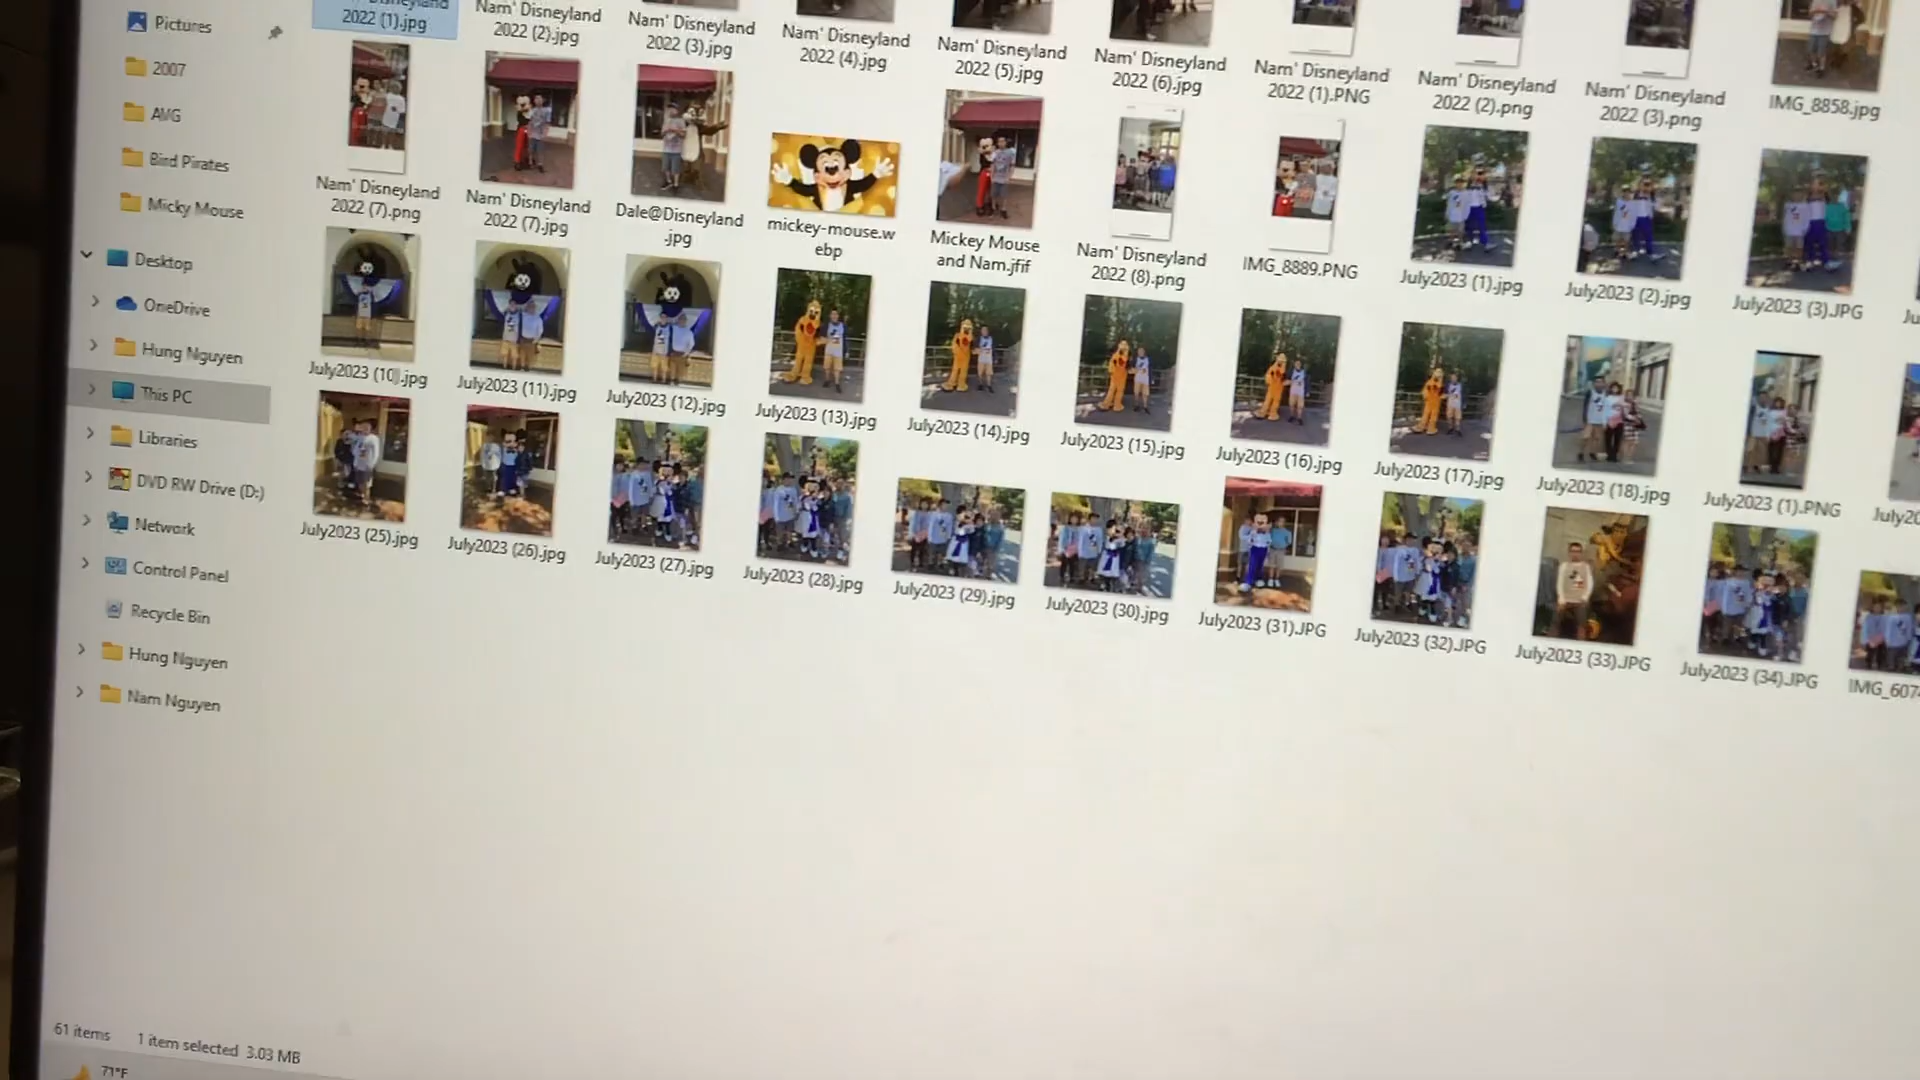 Pictures
2007
AVG
Bird Pirates
Micky Mouse
Desktop
OneDrive
Hung Nguyen
This PC
Libraries
DVD RW Drive (D:)
Network
Control Panel
Recycle Bin
Hung Nguyen
Nam Nguyen
Disneyland
2022 (1).jpg
Nam' Disneyland
2022 (2).jpg
Nam' Disneyland
2022 (3).jpg
Nam' Disneyland
2022 (4).jpg
Nam' Disneyland
2022 (5).jpg
Nam' Disneyland
2022 (6).jpg
Nam' Disneyland
2022 (1).PNG
Nam' Disneyland
2022 (2).png
Nam' Disneyland
2022 (3).png
IMG_8858.jpg
Nam' Disneyland
2022 (7).png
Nam' Disneyland
2022 (7).jpg
Dale@Disneyland
.jpg
mickey-mouse.w
ebp
Mickey Mouse
and Nam.jfif
Nam' Disneyland
2022 (8).png
IMG_8889.PNG
July2023 (1).jpg
July2023 (2).jpg
July2023 (3).JPG
July2023 (10).jpg
July2023 (11).jpg
July2023 (12).jpg
July2023 (13).jpg
July2023 (14).jpg
July2023 (15).jpg
July2023 (16).jpg
July2023 (17).jpg
July2023 (18).jpg
July2023 (1).PNG
July2023 (25).jpg
July2023 (26).jpg
July2023 (27).jpg
July2023 (28).jpg
July2023 (29).jpg
July2023 (30).jpg
July2023 (31).JPG
July2023 (32).JPG
July2023 (33).JPG
July2023 (34).JPG
IMG_607
61 items 1 item selected 3.03 MB
71°F